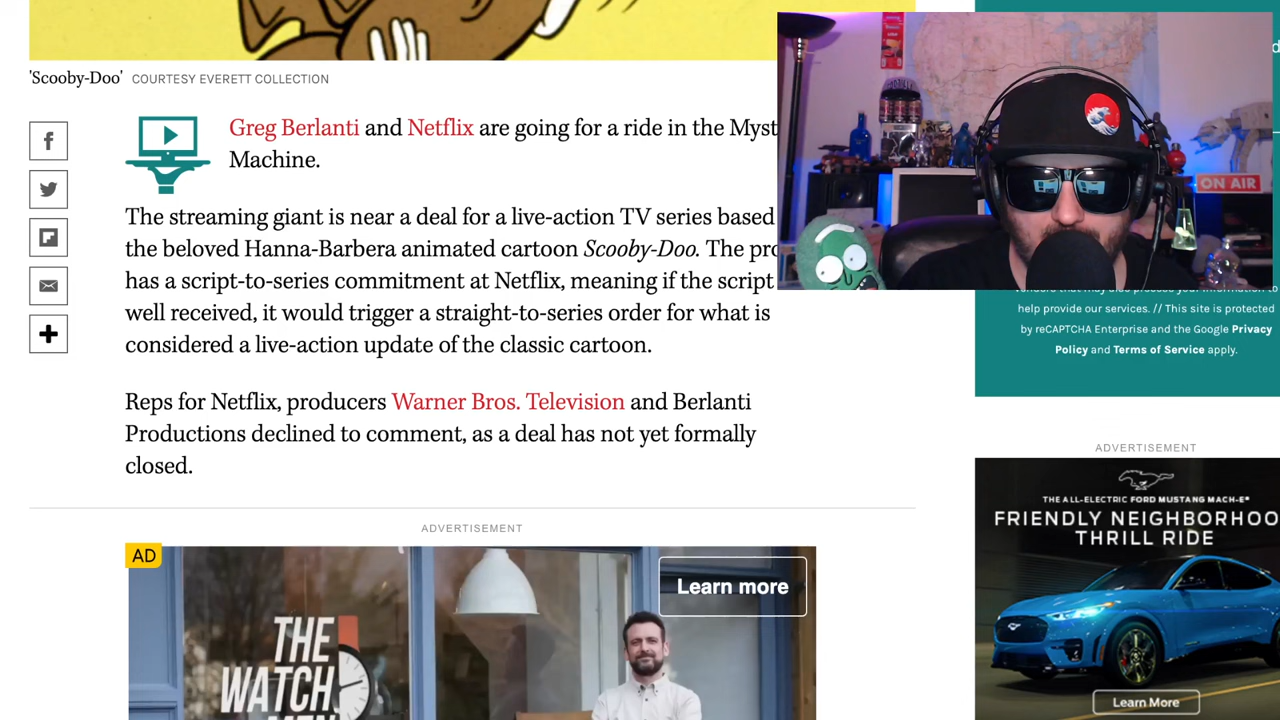 'Scooby-Doo' COURTESY EVERETT COLLECTION
Greg Berlanti and Netflix are going for a ride in the Myst
Machine.
The streaming giant is near a deal for a live-action TV series based
the beloved Hanna-Barbera animated cartoon Scooby-Doo. The pro
has a script-to-series commitment at Netflix, meaning if the script
well received, it would trigger a straight-to-series order for what is
considered a live-action update of the classic cartoon.
Reps for Netflix, producers Warner Bros. Television and Berlanti
Productions declined to comment, as a deal has not yet formally
closed.
ADVERTISEMENT
AD
Learn more
THE
WATCH
ON AIR
help provide our services. // This site is protected
by reCAPTCHA Enterprise and the Google Privacy
Policy and Terms of Service apply.
ADVERTISEMENT
THE ALL-ELECTRIC FORD MUSTANG MACH-E®
FRIENDLY NEIGHBORHOO
THRILL RIDE
Learn More